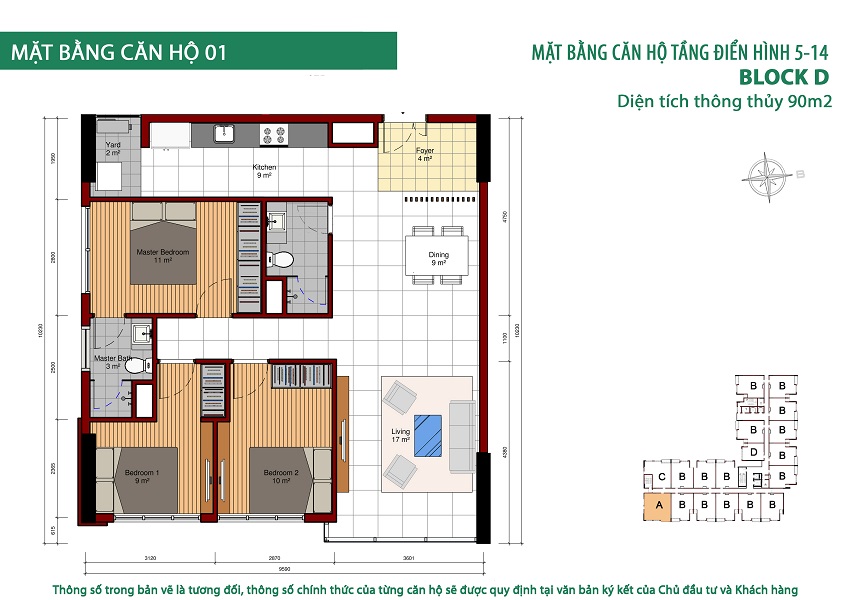 MẶT BẰNG CĂN HỘ 01
MẶT BẰNG CĂN HỘ TẦNG ĐIỂN HÌNH 5-14
BLOCK D
Diện tích thông thủy 90m2
Yard
2 m²
Kitchen
9 m²
Foyer
4 m²
Master Bedroom
11 m²
Dining
9 m²
Master Bath
3 m²
Living
17 m²
Bedroom 1
9 m²
Bedroom 2
10 m²
1950
2800
2500
2365
615
10230
4750
1100
4380
10230
3120
2870
3601
9590
B
B B
B
B B
D B
C B B B B
A B B B B B
Thông số trong bản vẽ là tương đối, thông số chính thức của từng căn hộ sẽ được quy định tại văn bản ký kết của Chủ đầu tư và Khách hàng